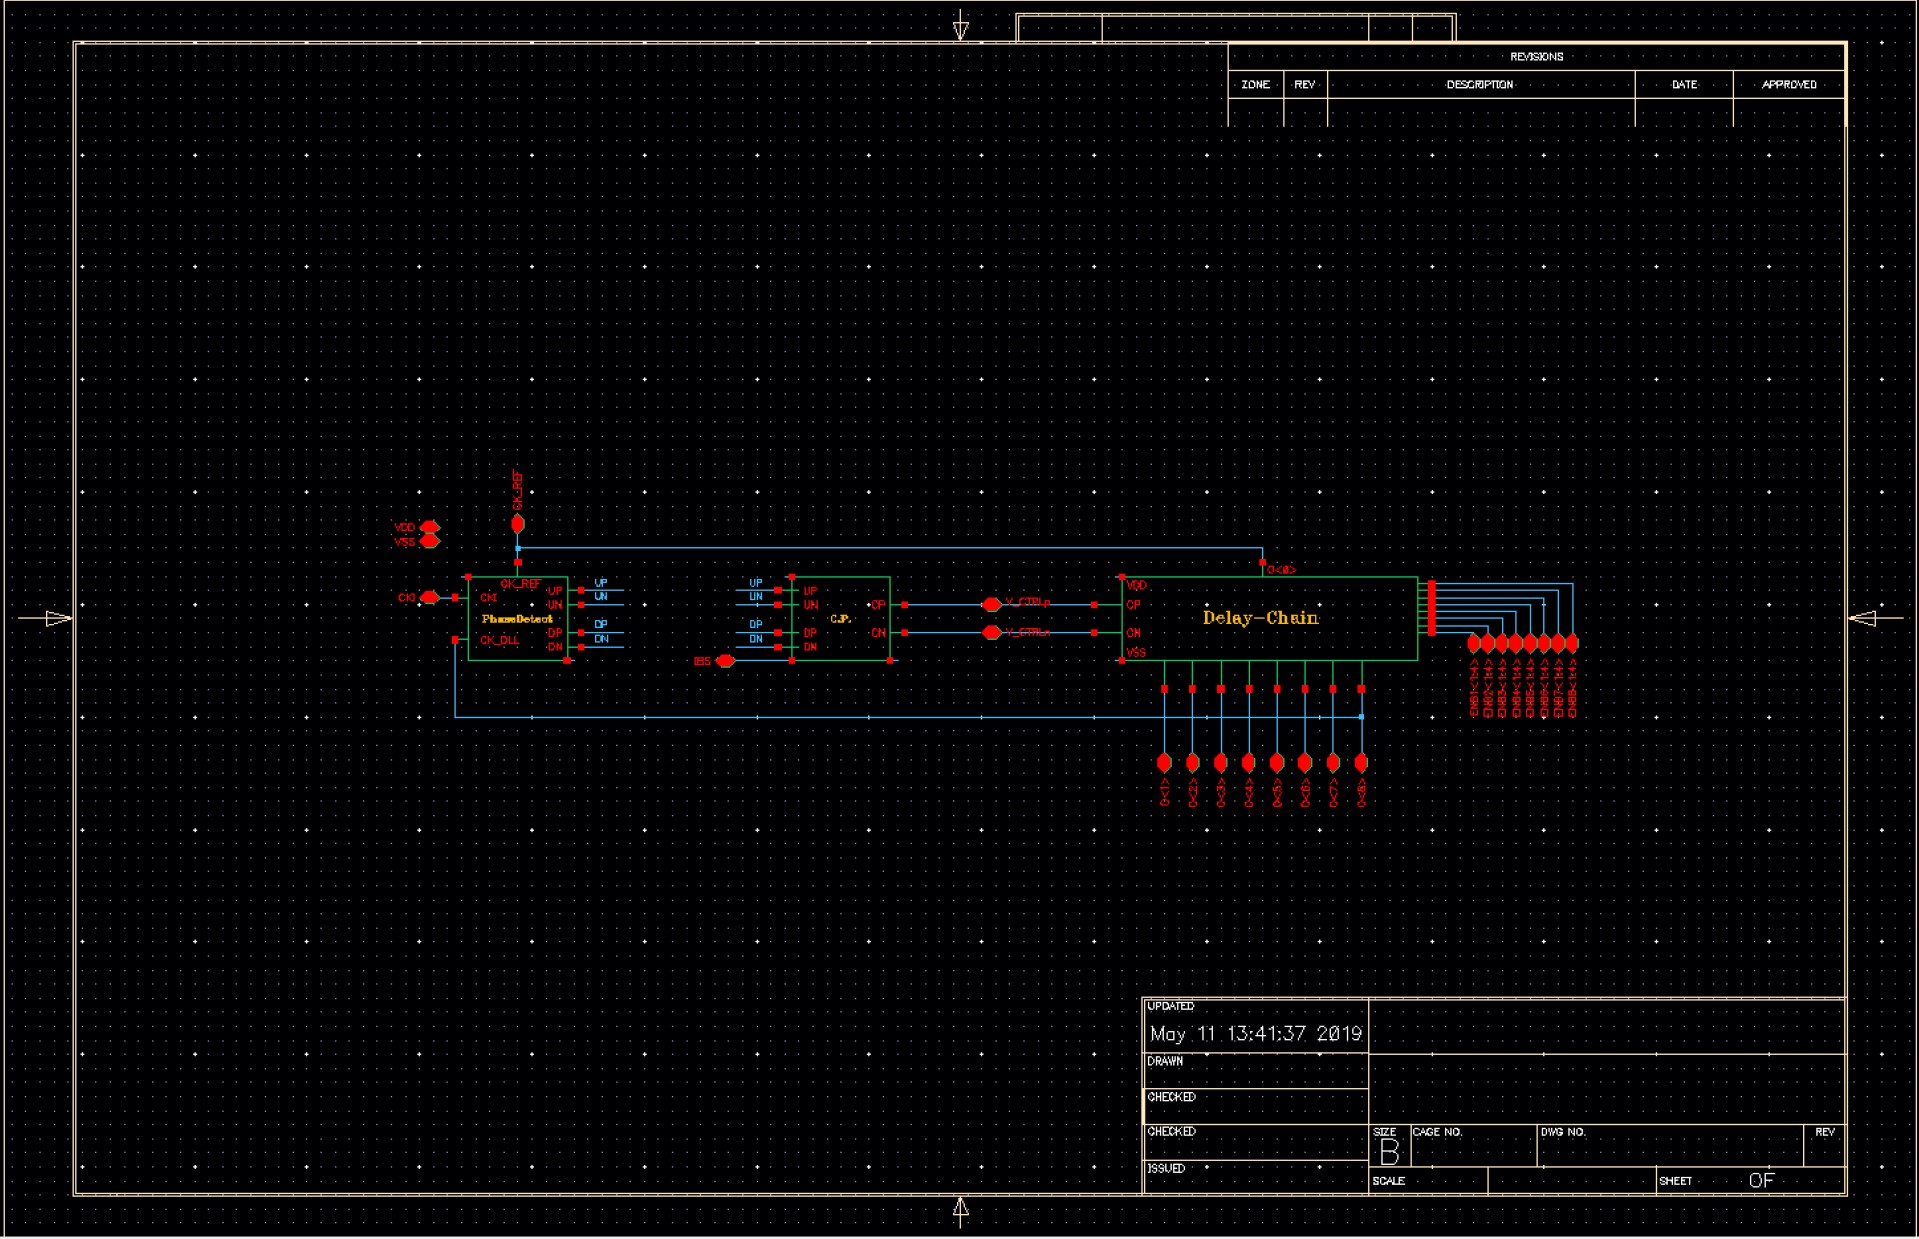 REVISIONS
ZONE REV DESCRIPTION DATE APPROVED
CK_REF
VDD
VSS
CKI
CK_REF
CKI
PhaseDetect
CK_DLL
UP
UN
DP
DN
UP
UN
DP
DN
UP
UN
DP
DN
UP
UN
DP
DN
C.P.
CP
CN
V_CTRLp
V_CTRLn
O<0>
VDD
CP
CN
VSS
Delay-Chain
ENB1<1:4>
ENB2<1:4>
ENB3<1:4>
ENB4<1:4>
ENB5<1:4>
ENB6<1:4>
ENB7<1:4>
ENB8<1:4>
O<1>
O<2>
O<3>
O<4>
O<5>
O<6>
O<7>
O<8>
UPDATED
May 11 13:41:37 2019
DRAWN
CHECKED
CHECKED
ISSUED
SIZE
B
CAGE NO.
DWG NO.
REV
SCALE
SHEET OF